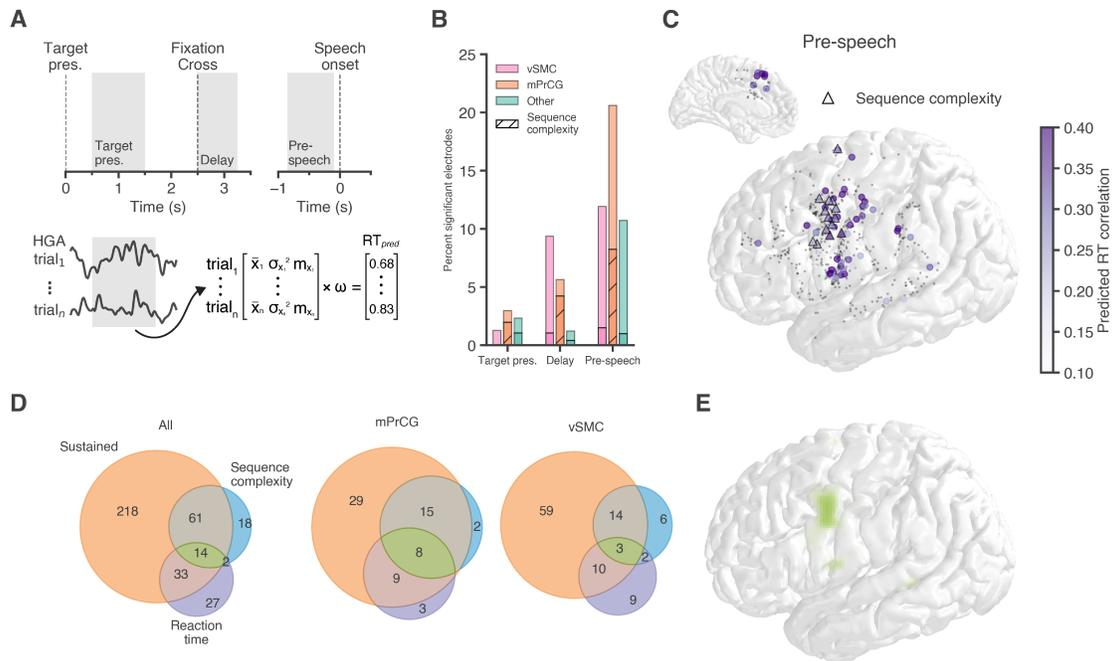 A
Target
pres.
Fixation
Cross
Speech
onset
Target
pres.
Delay
Pre-
speech
0
1
2
3
−1
0
Time (s)
Time (s)
HGA
trial1
⋮
trialn
trial1 [ x̄1 σx1² mx1 ]
⋮
trialn [ x̄n σx1² mx1 ]
× ω =
RTpred
0.68
⋮
0.83
B
Percent significant electrodes
25
20
15
10
5
0
vSMC
mPrCG
Other
Sequence
complexity
Target pres.
Delay
Pre-speech
C
Pre-speech
Sequence complexity
0.40
0.35
0.30
0.25
0.20
0.15
0.10
Predicted RT correlation
D
All
Sustained
Sequence
complexity
218
61
18
14
2
33
27
Reaction
time
mPrCG
29
15
2
8
9
3
vSMC
59
14
6
3
2
10
9
E